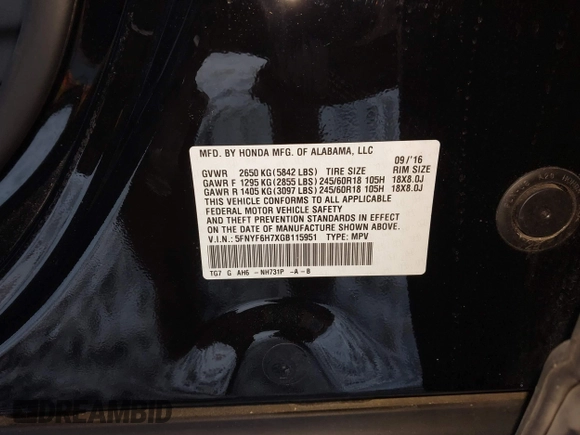 MFD. BY HONDA MFG. OF ALABAMA, LLC 09/'16
GVWR 2650 KG (5842 LBS) TIRE SIZE RIM SIZE
GAWR F 1295 KG (2855 LBS) 245/60R18 105H 18X8.0J
GAWR R 1405 KG (3097 LBS) 245/60R18 105H 18X8.0J
THIS VEHICLE CONFORMS TO ALL APPLICABLE
FEDERAL MOTOR VEHICLE SAFETY
AND THEFT PREVENTION STANDARDS IN EFFECT
ON THE DATE OF MANUFACTURE SHOWN ABOVE.
V.I.N.: 5FNYF6H7XGB115951 TYPE: MPV
TG7 G AH6 -NH731P -A -B
DREAMBID